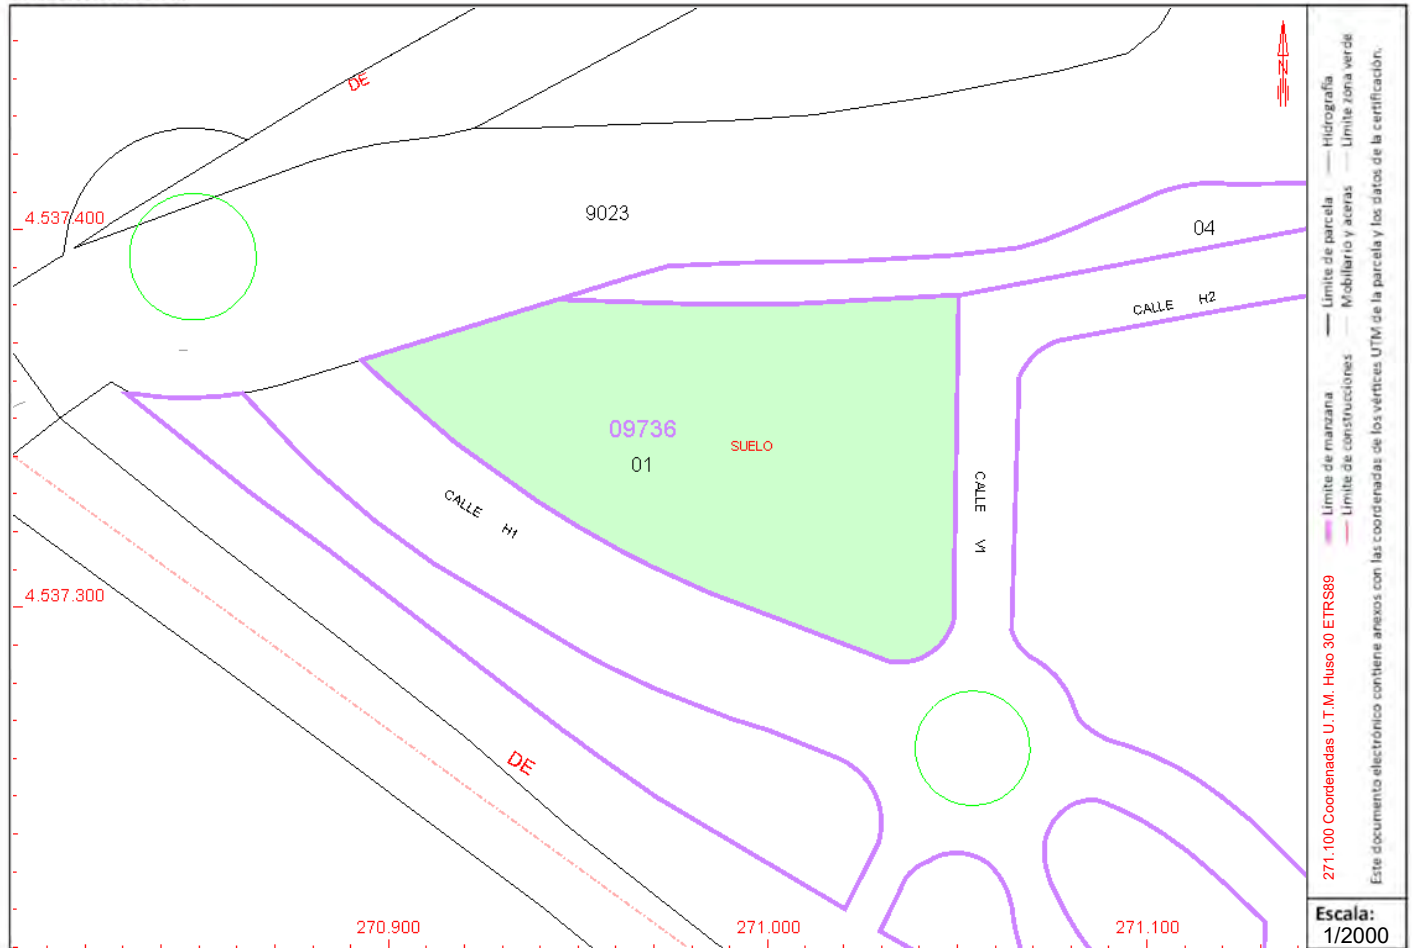 DE
N
4.537.400
9023
04
CALLE H2
09736
SUELO
01
CALLE H1
CALLE V1
4.537.300
DE
270.900
271.000
271.100
271.100 Coordenadas U.T.M. Huso 30 ETRS89
Límite de manzana
Límite de parcela
Hidrografía
Límite de construcciones
Mobiliario y aceras
Límite zona verde
Este documento electrónico contiene anexos con las coordenadas de los vértices UTM de la parcela y los datos de la certificación.
Escala:
1/2000